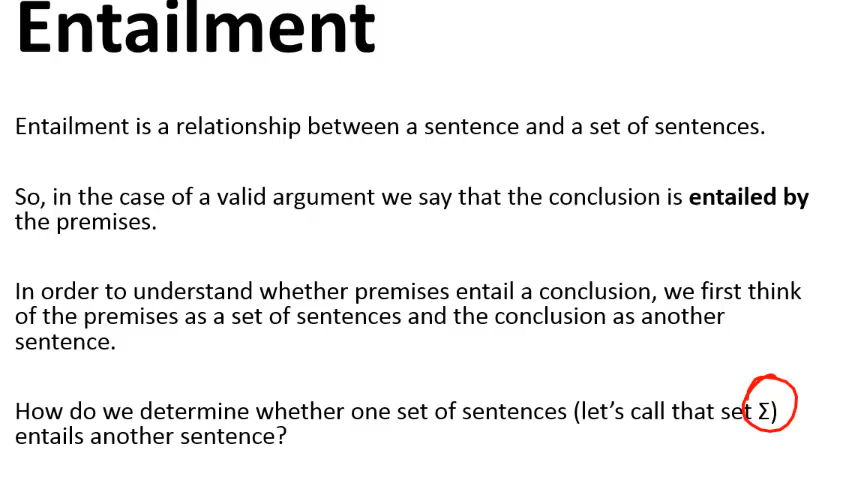 Entailment
Entailment is a relationship between a sentence and a set of sentences.
So, in the case of a valid argument we say that the conclusion is entailed by
the premises.
In order to understand whether premises entail a conclusion, we first think
of the premises as a set of sentences and the conclusion as another
sentence.
How do we determine whether one set of sentences (let’s call that set Σ)
entails another sentence?